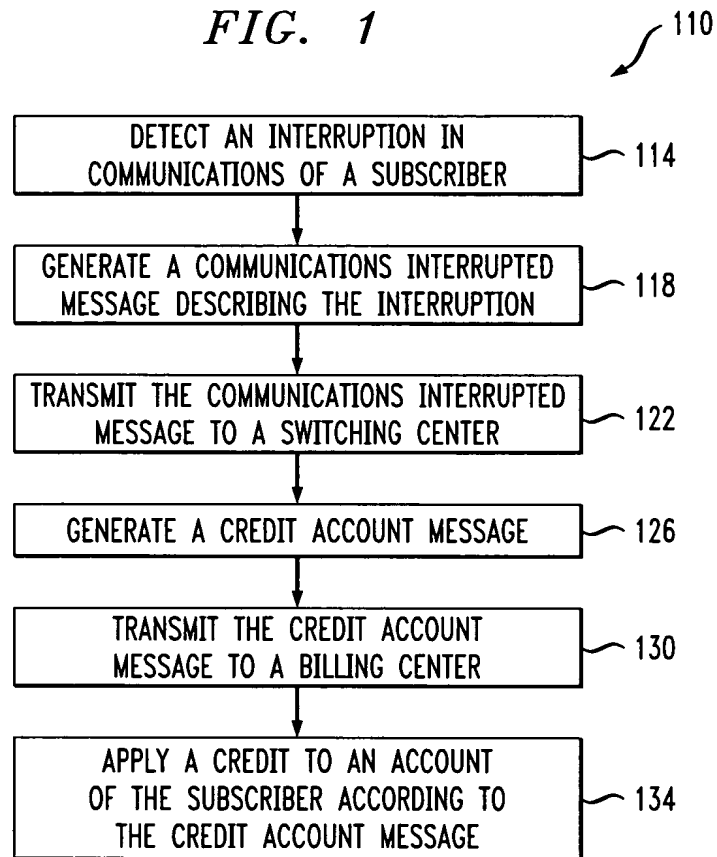 FIG. 1
110
DETECT AN INTERRUPTION IN
COMMUNICATIONS OF A SUBSCRIBER
114
GENERATE A COMMUNICATIONS INTERRUPTED
MESSAGE DESCRIBING THE INTERRUPTION
118
TRANSMIT THE COMMUNICATIONS INTERRUPTED
MESSAGE TO A SWITCHING CENTER
122
GENERATE A CREDIT ACCOUNT MESSAGE
126
TRANSMIT THE CREDIT ACCOUNT
MESSAGE TO A BILLING CENTER
130
APPLY A CREDIT TO AN ACCOUNT
OF THE SUBSCRIBER ACCORDING TO
THE CREDIT ACCOUNT MESSAGE
134